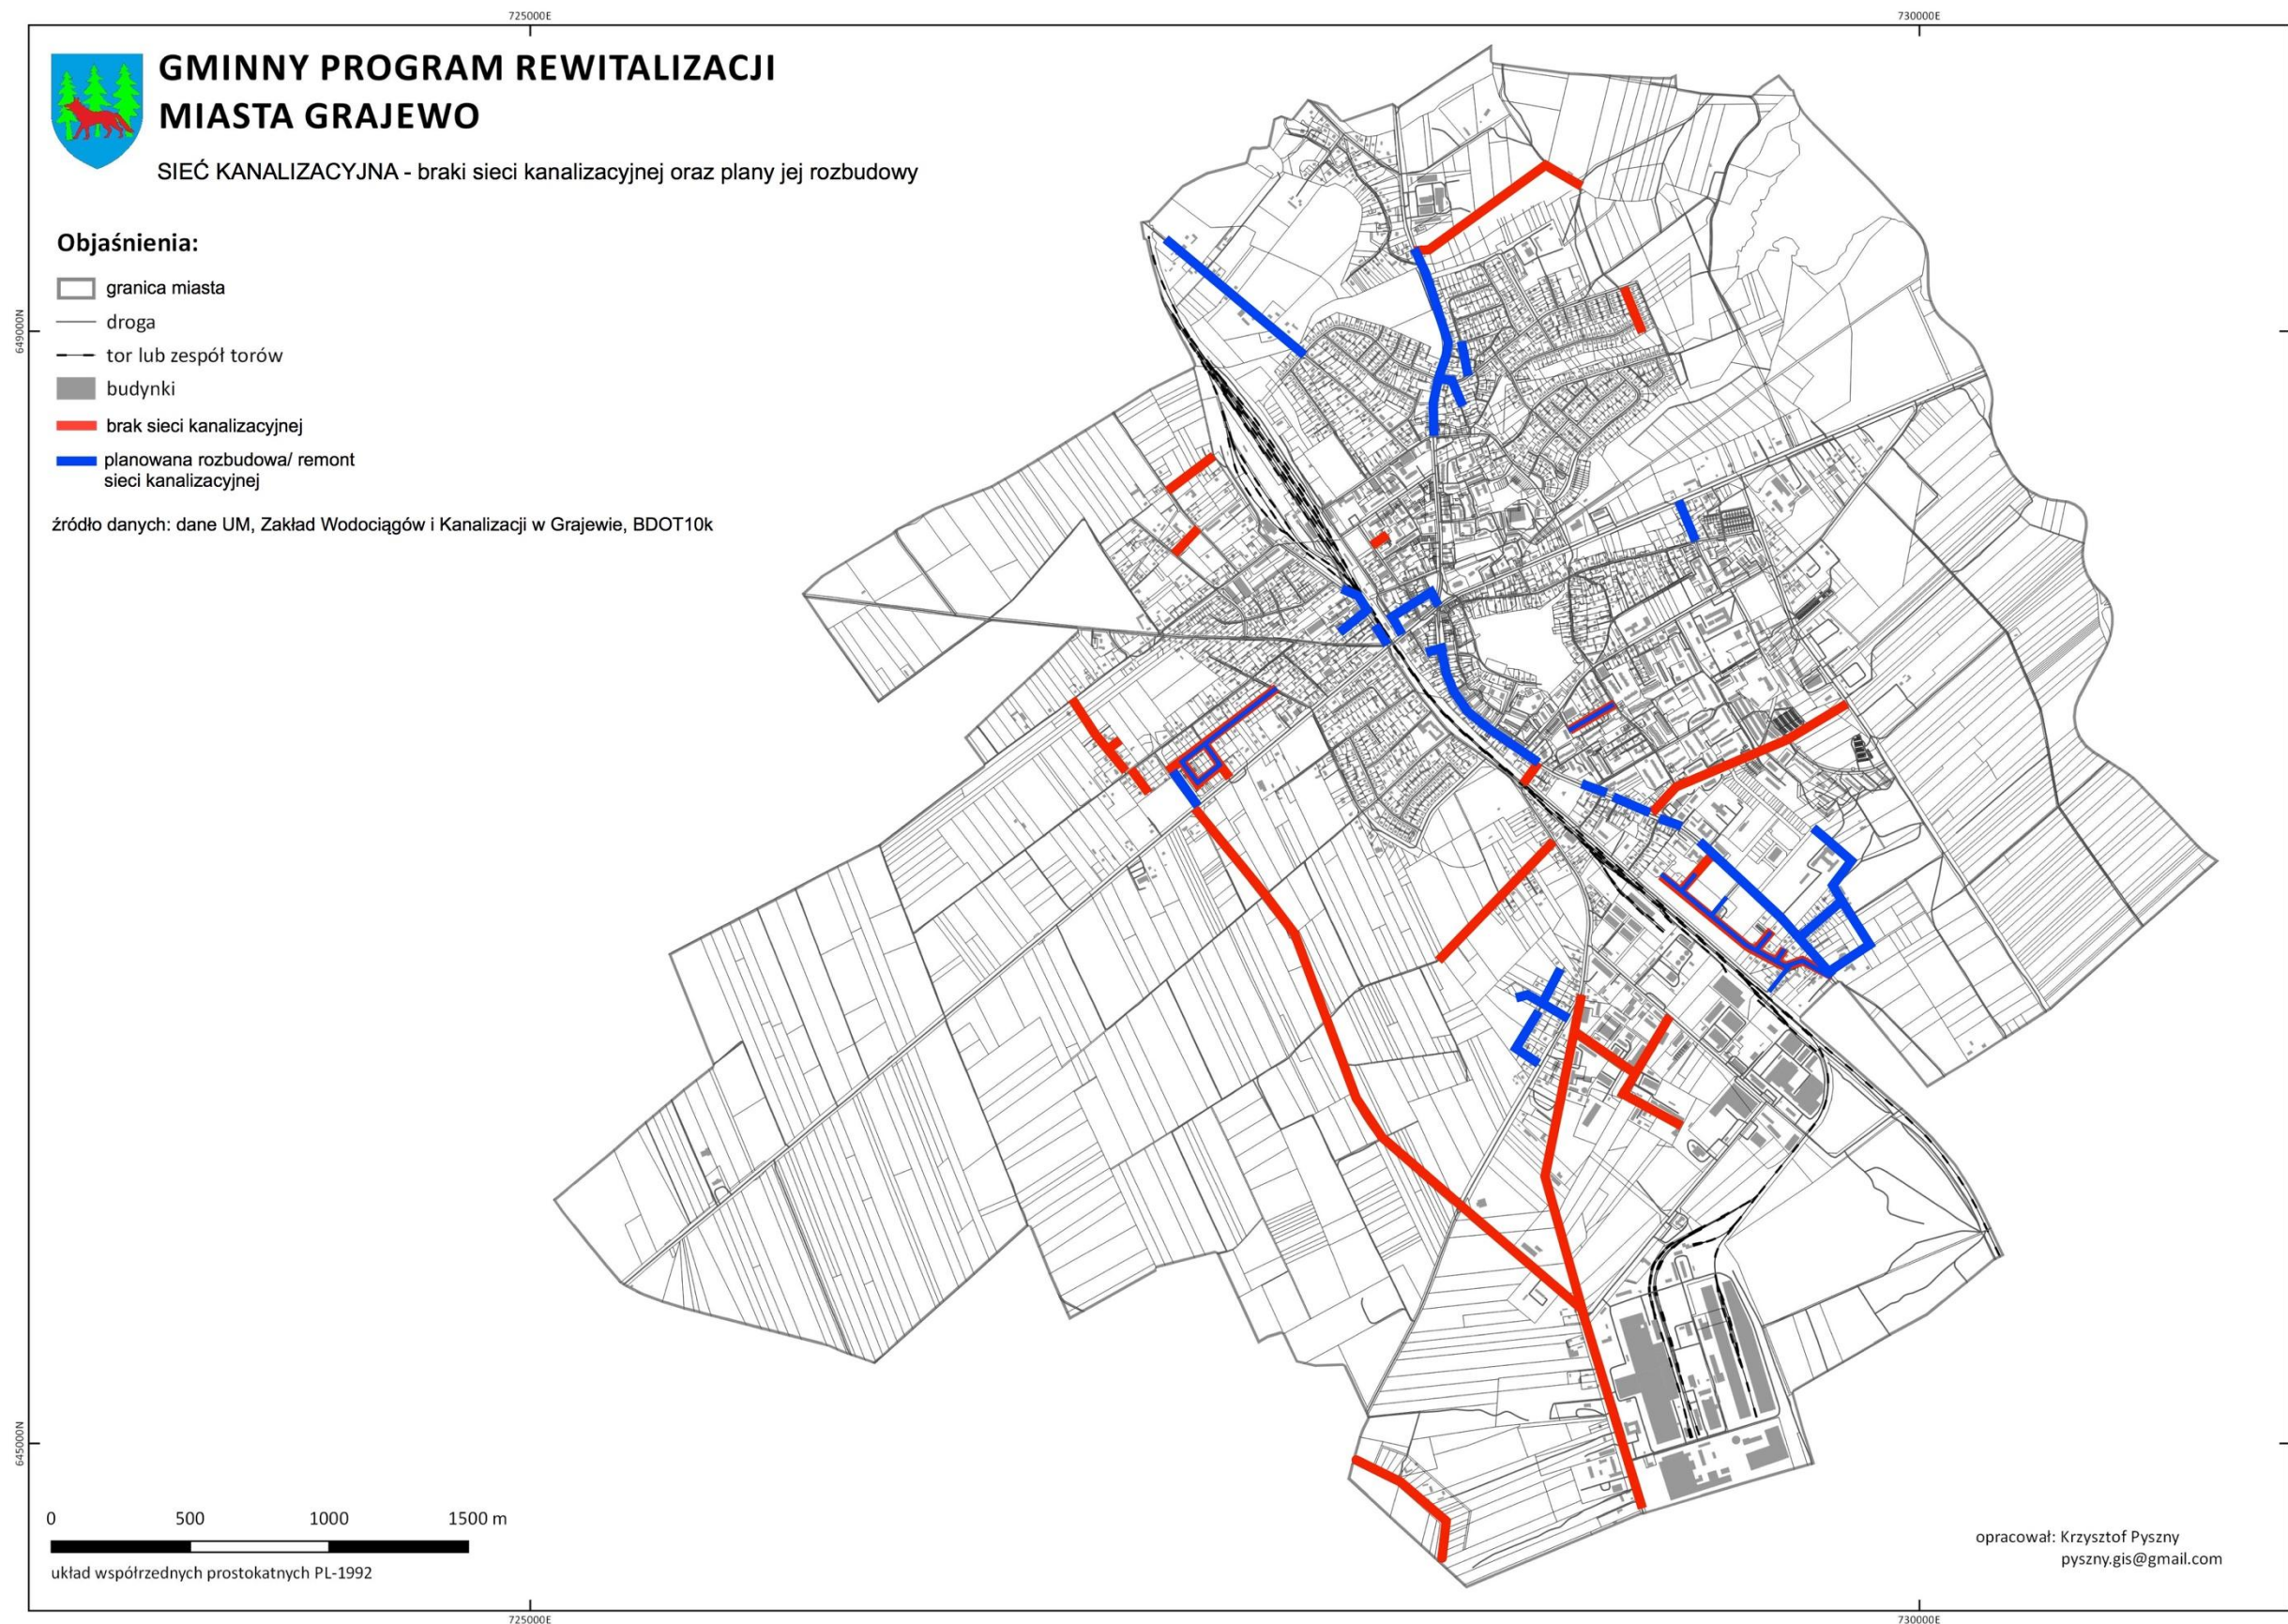 725000E
730000E
GMINNY PROGRAM REWITALIZACJI
MIASTA GRAJEWO
SIEĆ KANALIZACYJNA - braki sieci kanalizacyjnej oraz plany jej rozbudowy
Objaśnienia:
granica miasta
droga
tor lub zespół torów
budynki
brak sieci kanalizacyjnej
planowana rozbudowa/ remont
sieci kanalizacyjnej
źródło danych: dane UM, Zakład Wodociągów i Kanalizacji w Grajewie, BDOT10k
649000N
645000N
0 500 1000 1500 m
układ współrzędnych prostokatnych PL-1992
opracował: Krzysztof Pyszny
pyszny.gis@gmail.com
725000E
730000E